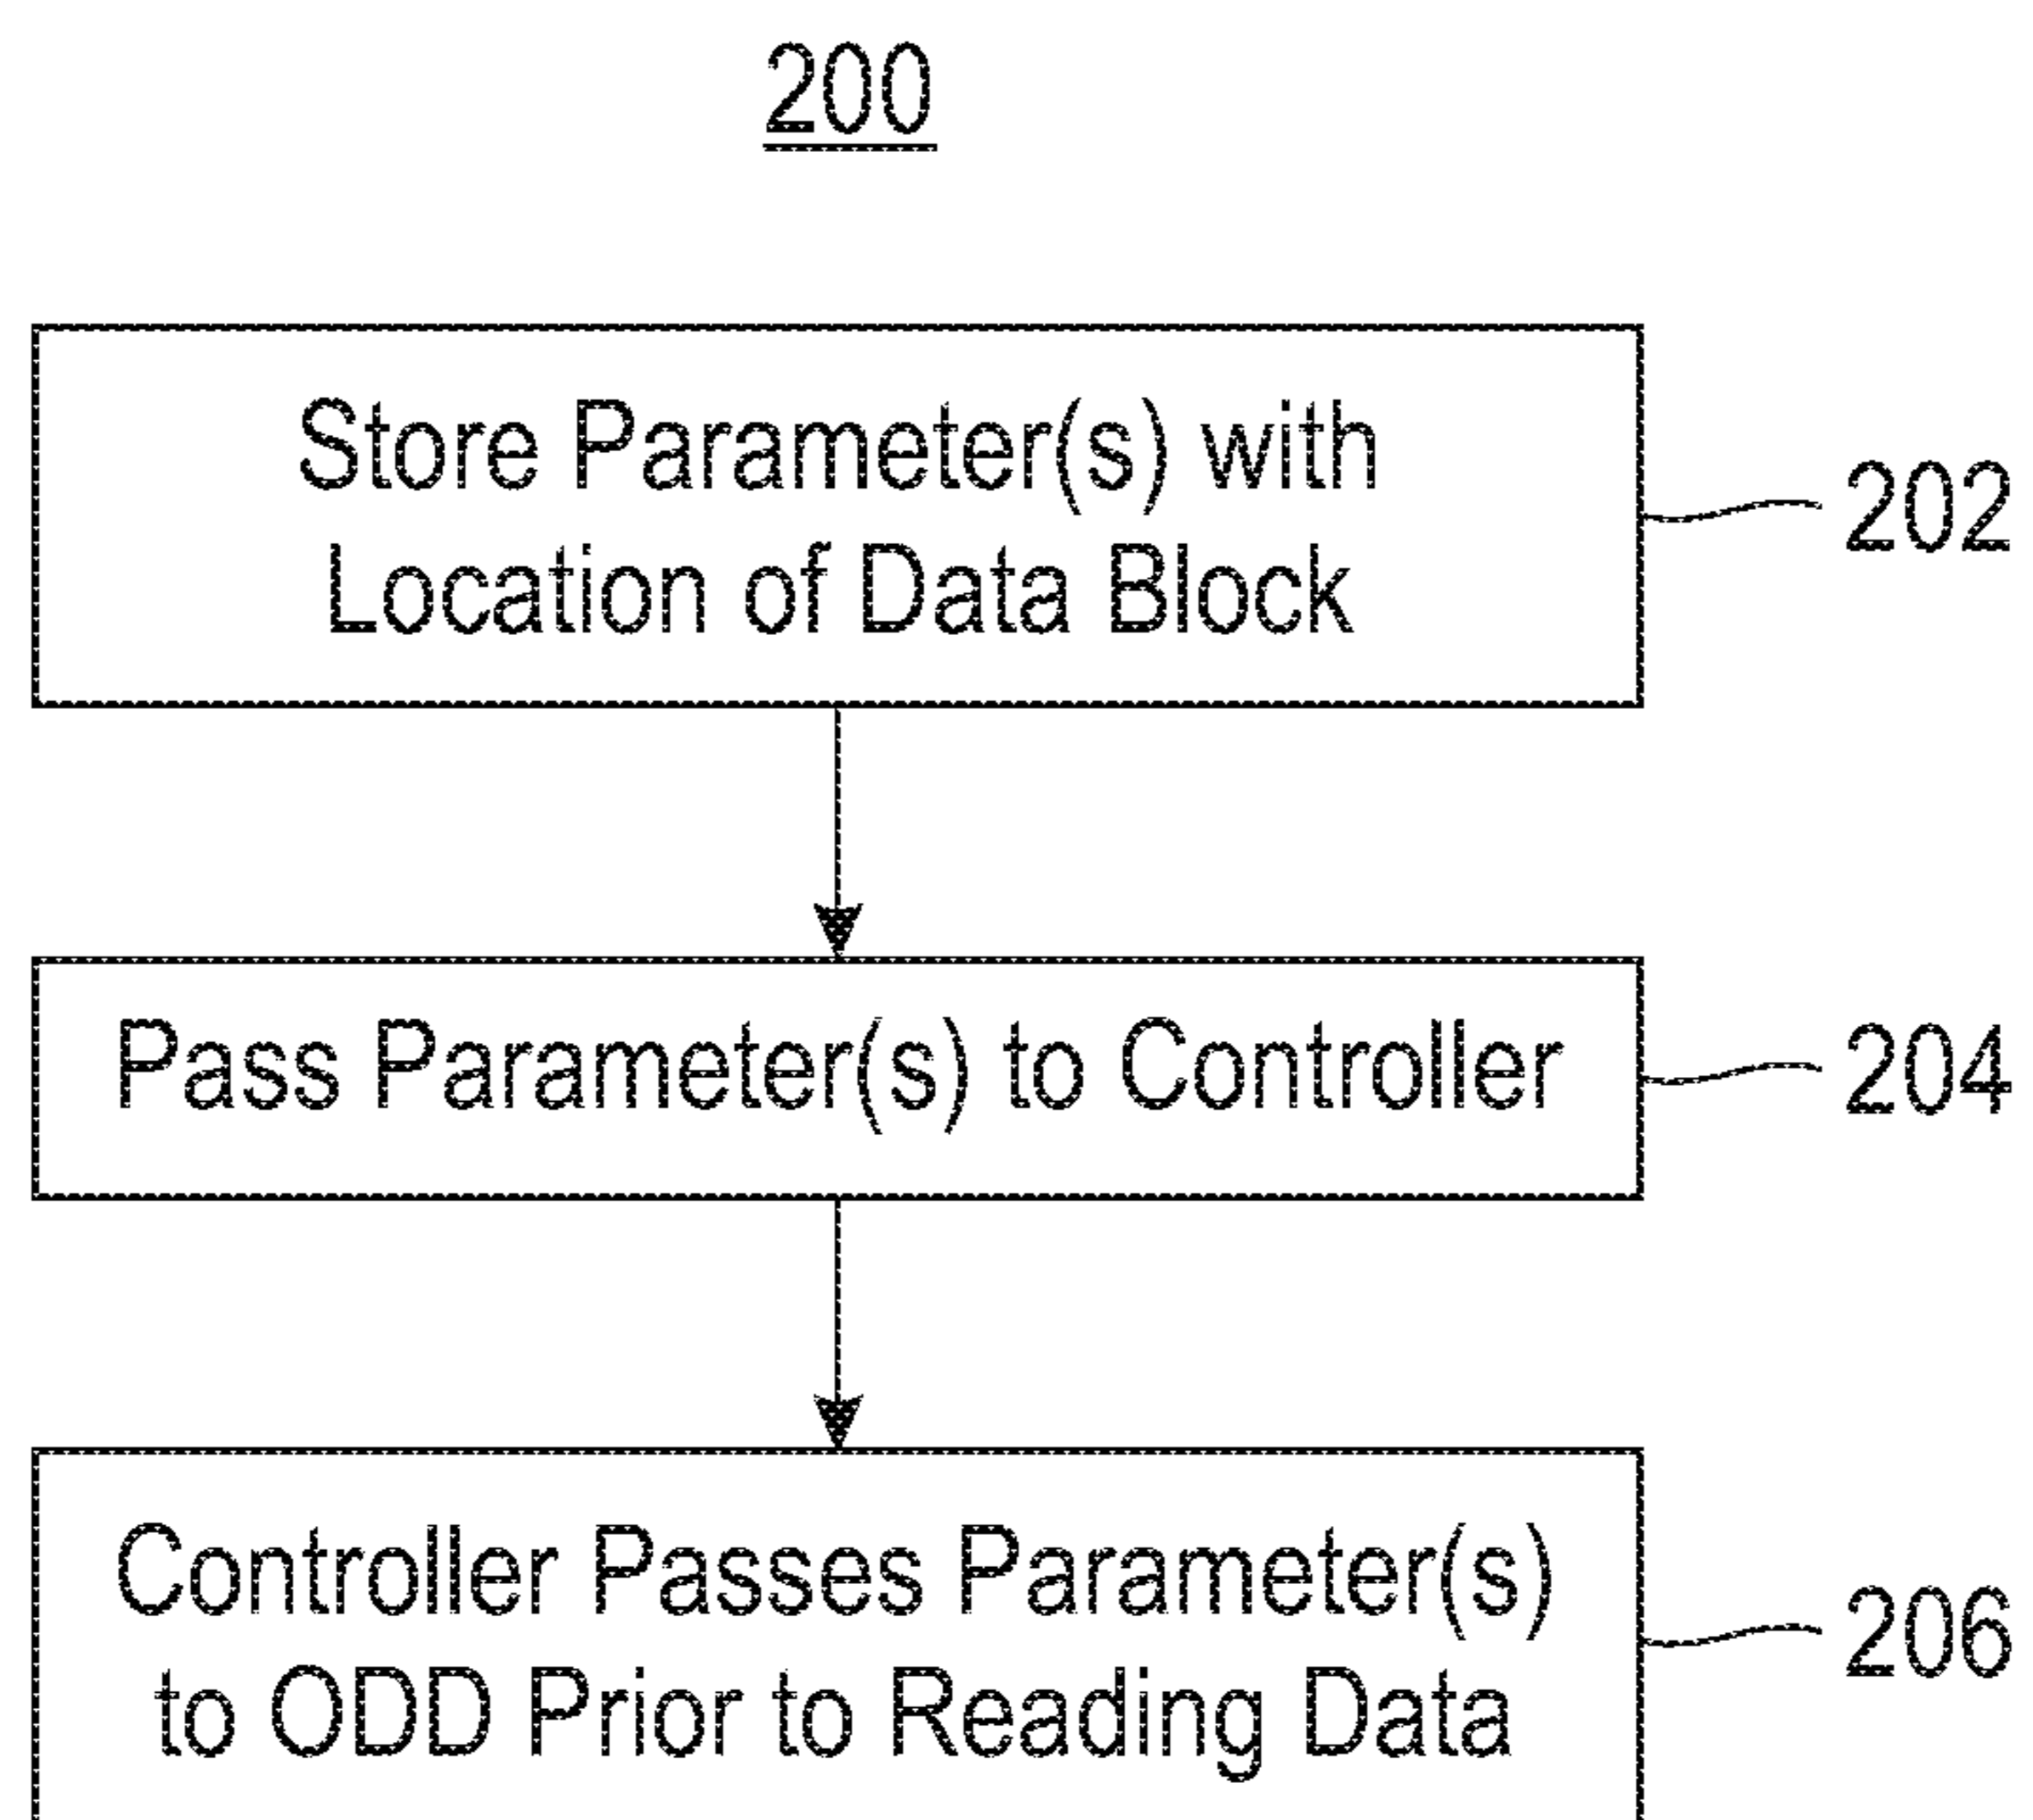 200
Store Parameter(s) with
Location of Data Block
202
Pass Parameter(s) to Controller
204
Controller Passes Parameter(s)
to ODD Prior to Reading Data
206